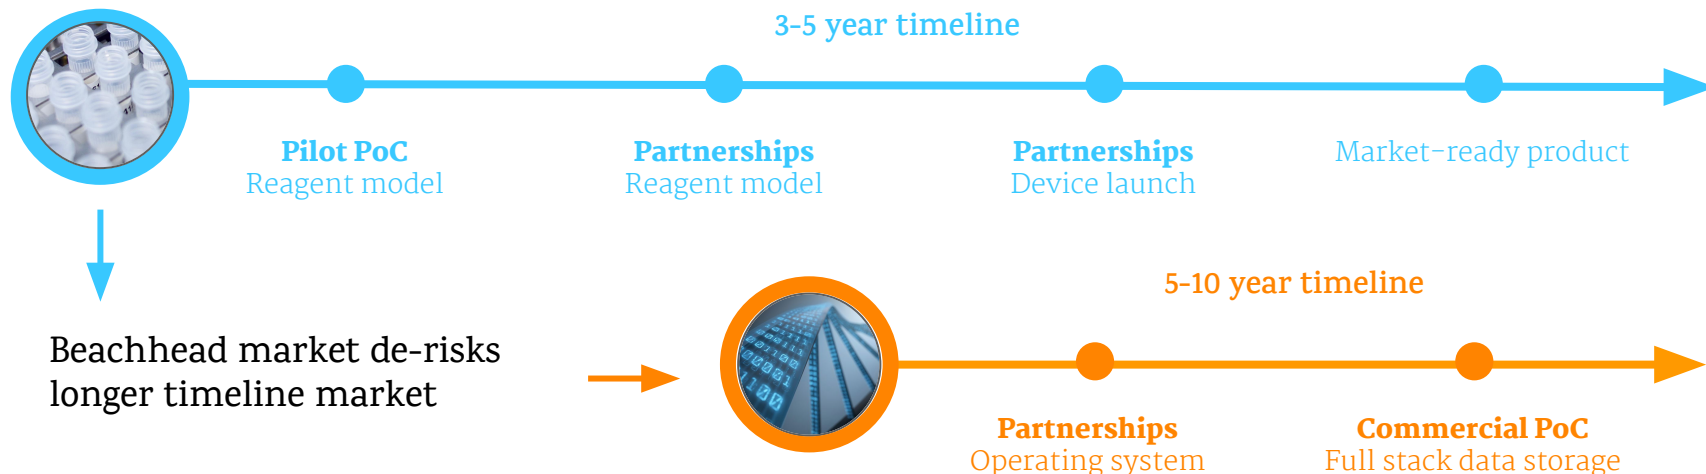 3-5 year timeline
Pilot PoC
Reagent model
Partnerships
Reagent model
Partnerships
Device launch
Market-ready product
5-10 year timeline
Beachhead market de-risks
longer timeline market
Partnerships
Operating system
Commercial PoC
Full stack data storage